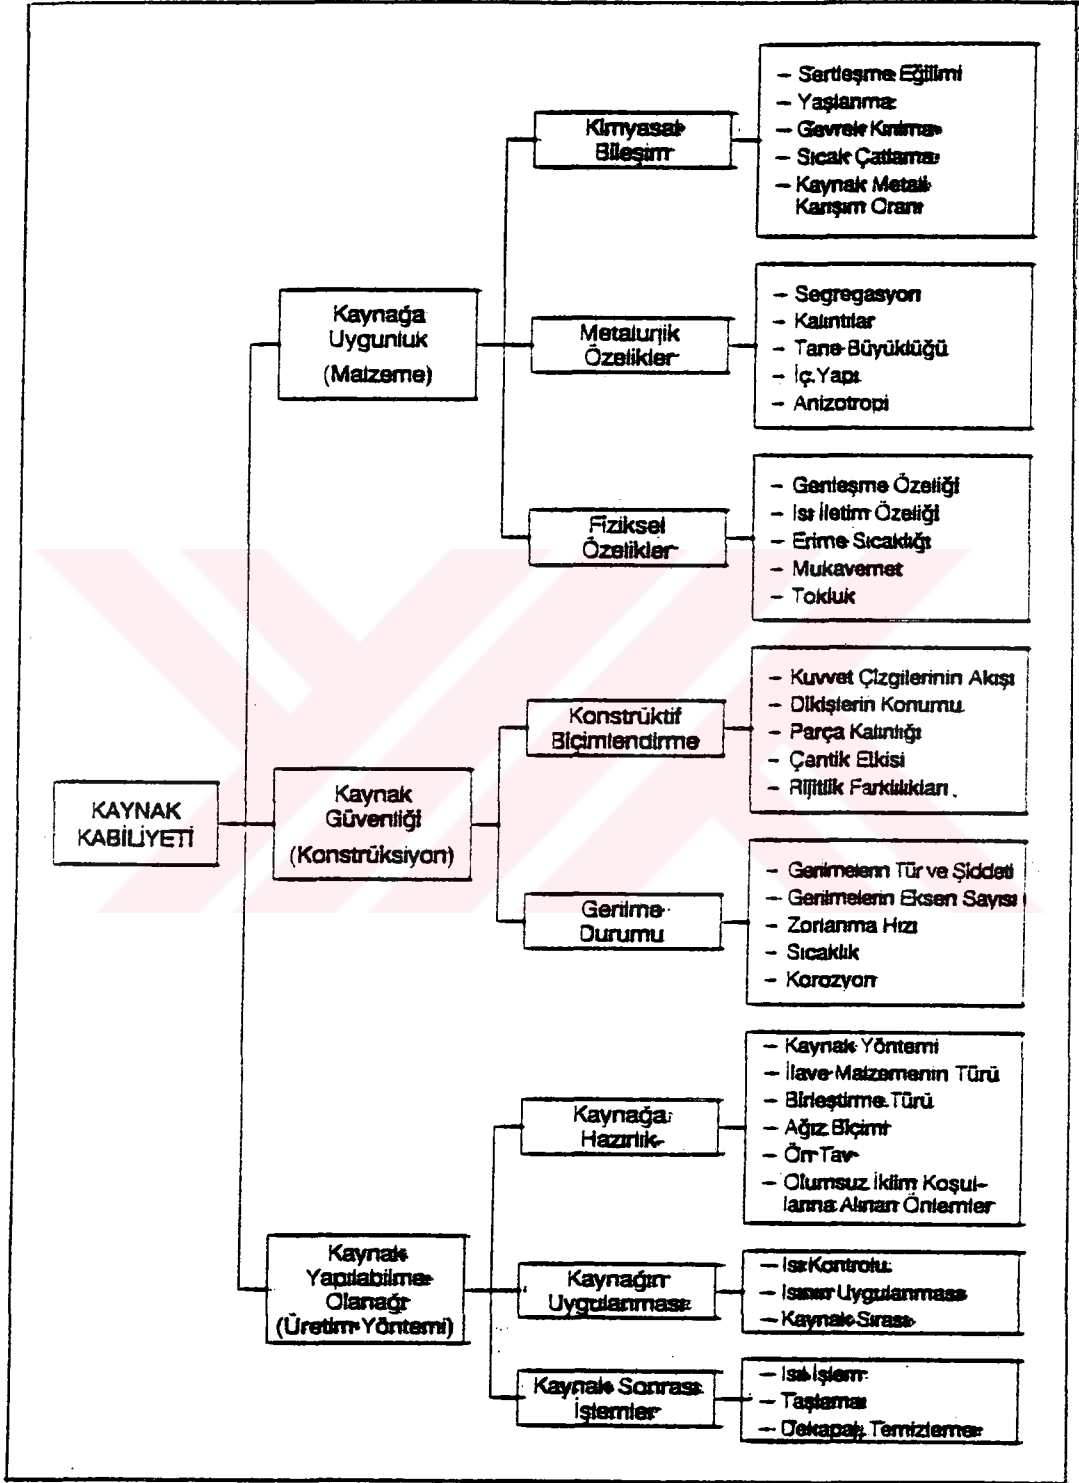 KAYNAK
KABİLİYETİ
Kaynağa
Uygunluk
(Malzeme)
Kimyasal
Bileşim
– Sertleşme Eğilimi
– Yaşlanma
– Gevrek Kırılma
– Sıcak Çatlama
– Kaynak Metali
Karışım Oranı
Metalurjik
Özelikler
– Segregasyon
– Kalıntılar
– Tane Büyüklüğü
– İç Yapı
– Anizotropi
Fiziksel
Özelikler
– Genleşme Özeliği
– Isı İletim Özeliği
– Erime Sıcaklığı
– Mukavemet
– Tokluk
Kaynak
Güvenliği
(Konstrüksiyon)
Konstrüktif
Biçimlendirme
– Kuvvet Çizgilerinin Akışı
– Dikişlerin Konumu
– Parça Kalınlığı
– Çentik Etkisi
– Rijitlik Farklılıkları
Gerilme
Durumu
– Gerilmelerin Tür ve Şiddeti
– Gerilmelerin Eksen Sayısı
– Zorlanma Hızı
– Sıcaklık
– Korozyon
Kaynak
Yapılabilme
Olanağı
(Üretim Yöntemi)
Kaynağa
Hazırlık
– Kaynak Yöntemi
– İlave Malzemenin Türü
– Birleştirme Türü
– Ağız Biçimi
– Ön Tav
– Olumsuz İklim Koşul-
larına Alınan Önlemler
Kaynağın
Uygulanması
– Isı Kontrolu
– Isının Uygulanması
– Kaynak Sırası
Kaynak Sonrası
İşlemler
– Isıl İşlem
– Taşlama
– Dekapaj, Temizleme